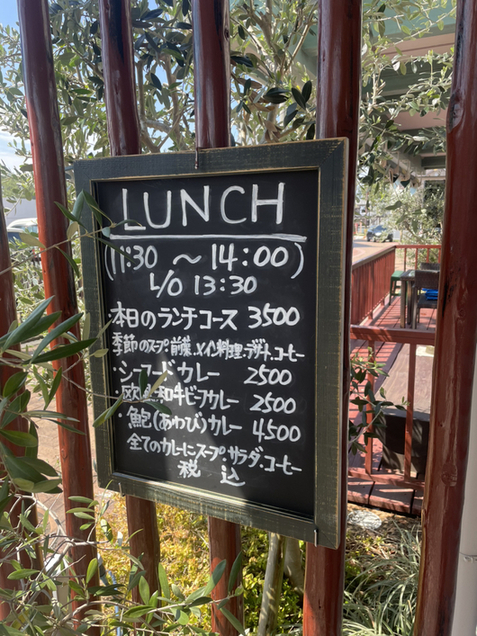 LUNCH
(11:30 ～ 14:00)
L/O 13:30
・本日のランチコース 3500
季節のスープ・前菜・メイン料理・デザート・コーヒー
・シーフードカレー 2500
・欧風和牛ビーフカレー 2500
・鮑(あわび)カレー 4500
全てのカレーにスープ・サラダ・コーヒー
税込